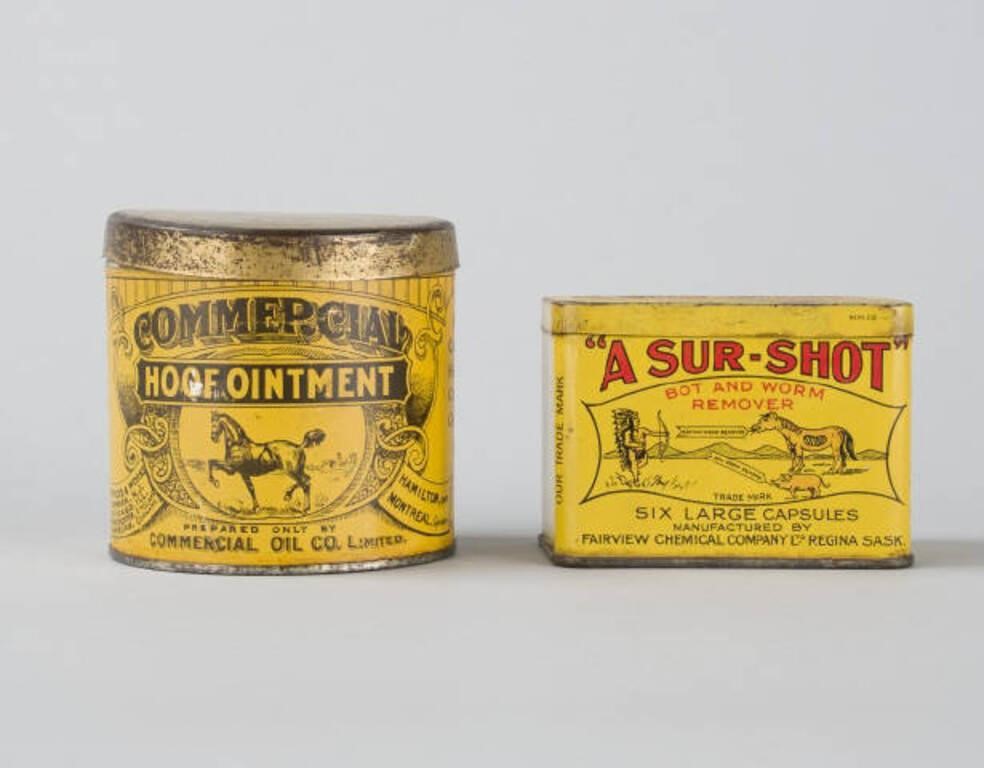 COMMERCIAL
HOOF OINTMENT
HAMILTON,
MONTREAL,
PREPARED ONLY BY
COMMERCIAL OIL CO. LIMITED.
OUR TRADE MARK
"A SUR-SHOT"
BOT AND WORM
REMOVER
TRADE MARK
SIX LARGE CAPSULES
MANUFACTURED BY
FAIRVIEW CHEMICAL COMPANY LTD REGINA SASK.